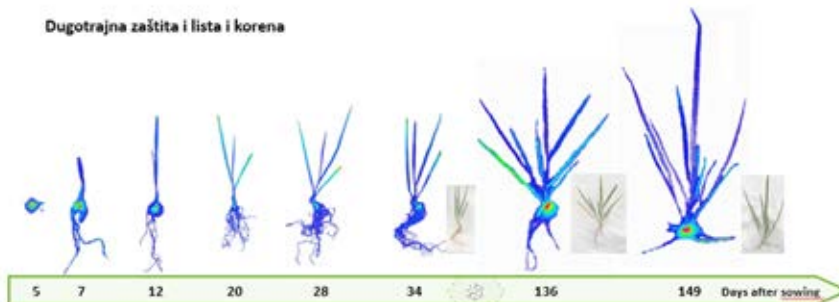 Dugotrajna zaštita i lista i korena
5 7 12 20 28 34 136 149 Days after sowing